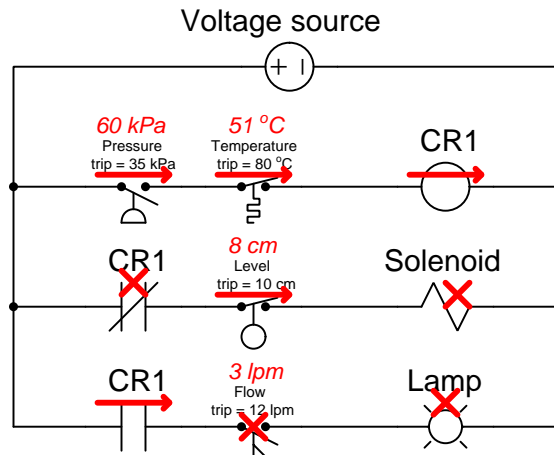 Voltage source
+ -
60 kPa
Pressure
trip = 35 kPa
51 °C
Temperature
trip = 80 °C
CR1
CR1
8 cm
Level
trip = 10 cm
Solenoid
CR1
3 lpm
Flow
trip = 12 lpm
Lamp